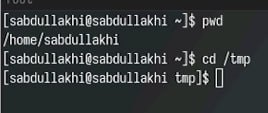 [sabdullakhi@sabdullakhi ~]$ pwd
/home/sabdullakhi
[sabdullakhi@sabdullakhi ~]$ cd /tmp
[sabdullakhi@sabdullakhi tmp]$